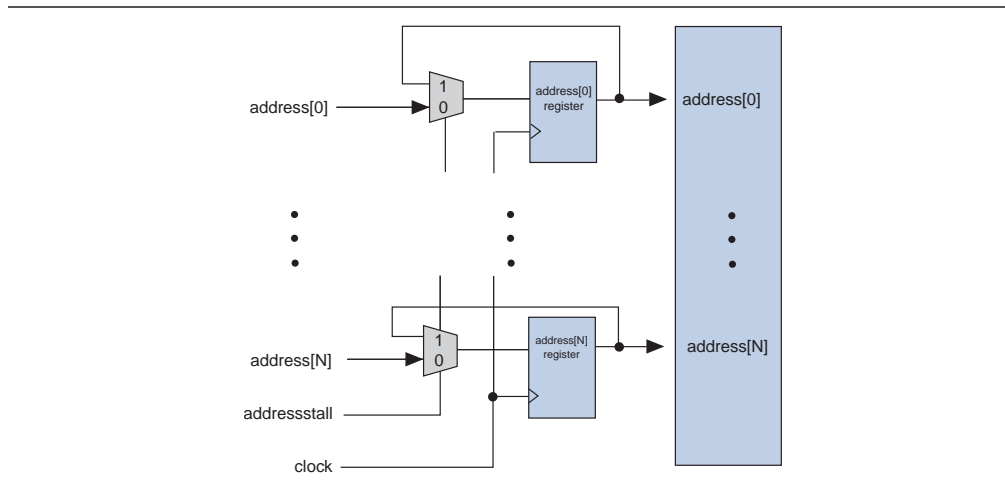 1
0
address[0]
address[0]
register
address[0]
1
0
address[N]
address[N]
register
address[N]
addressstall
clock